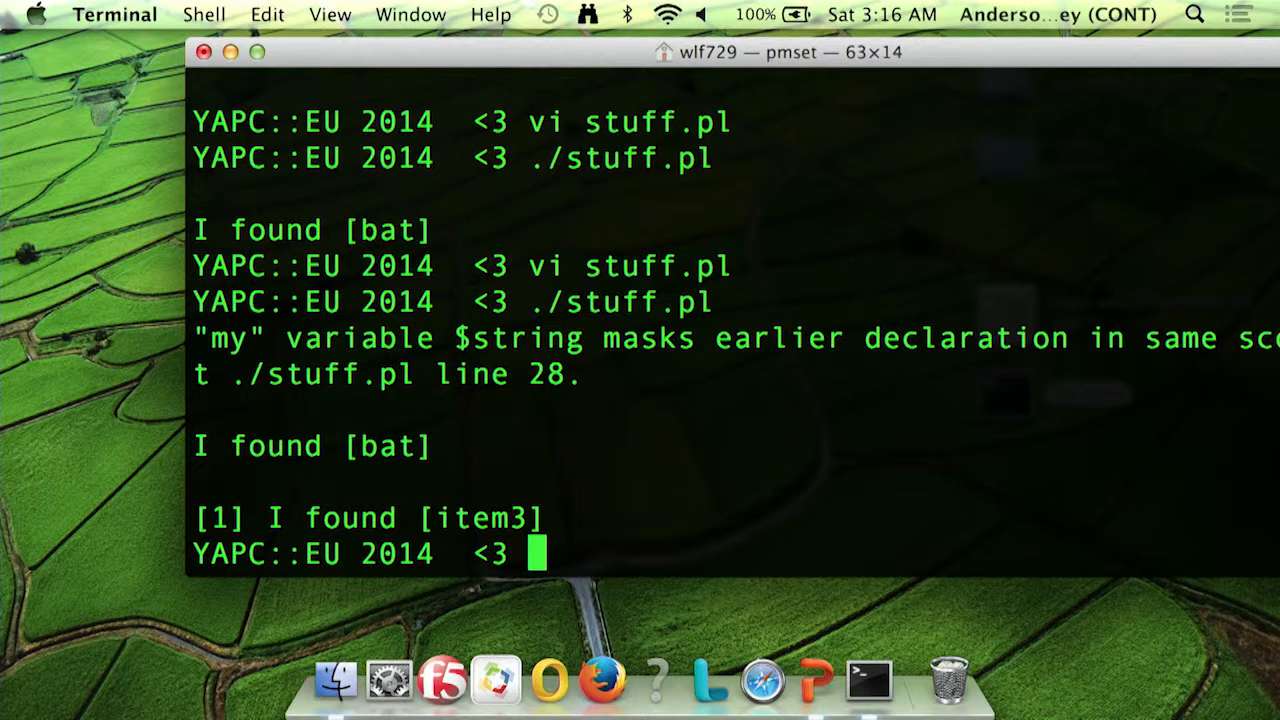 Terminal Shell Edit View Window Help 100% Sat 3:16 AM Anderso...ey (CONT)
wlf729 — pmset — 63×14
YAPC::EU 2014 <3 vi stuff.pl
YAPC::EU 2014 <3 ./stuff.pl
I found [bat]
YAPC::EU 2014 <3 vi stuff.pl
YAPC::EU 2014 <3 ./stuff.pl
"my" variable $string masks earlier declaration in same sco
t ./stuff.pl line 28.
I found [bat]
[1] I found [item3]
YAPC::EU 2014 <3
f5 ? >_